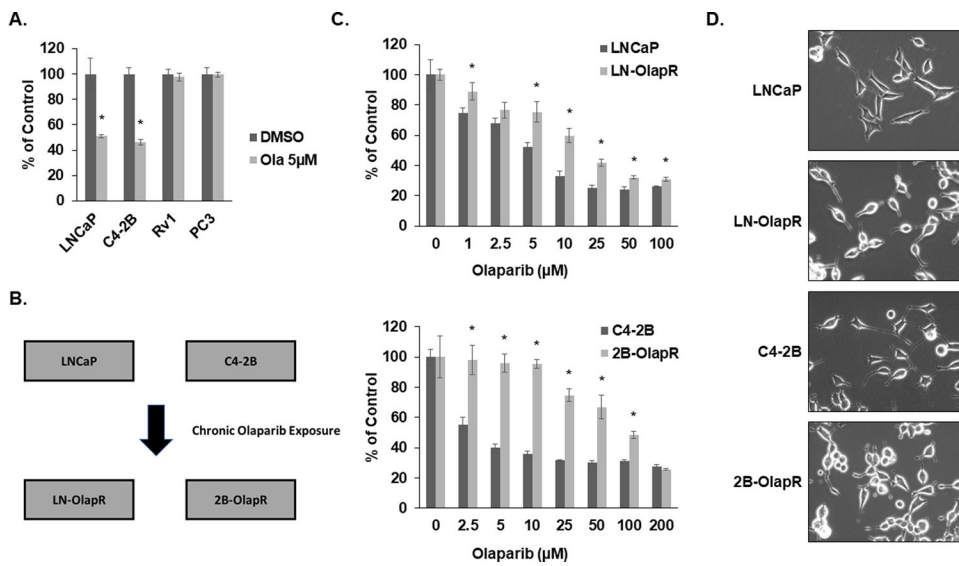 A.
120
100
80
60
40
20
0
% of Control
* *
DMSO
Ola 5µM
LNCaP C4-2B Rv1 PC3
B.
LNCaP C4-2B
Chronic Olaparib Exposure
LN-OlapR 2B-OlapR
C.
120
100
80
60
40
20
0
% of Control
LNCaP
LN-OlapR
* * * * * *
0 1 2.5 5 10 25 50 100
Olaparib (µM)
120
100
80
60
40
20
0
% of Control
C4-2B
2B-OlapR
* * * * * *
0 2.5 5 10 25 50 100 200
Olaparib (µM)
D.
LNCaP
LN-OlapR
C4-2B
2B-OlapR